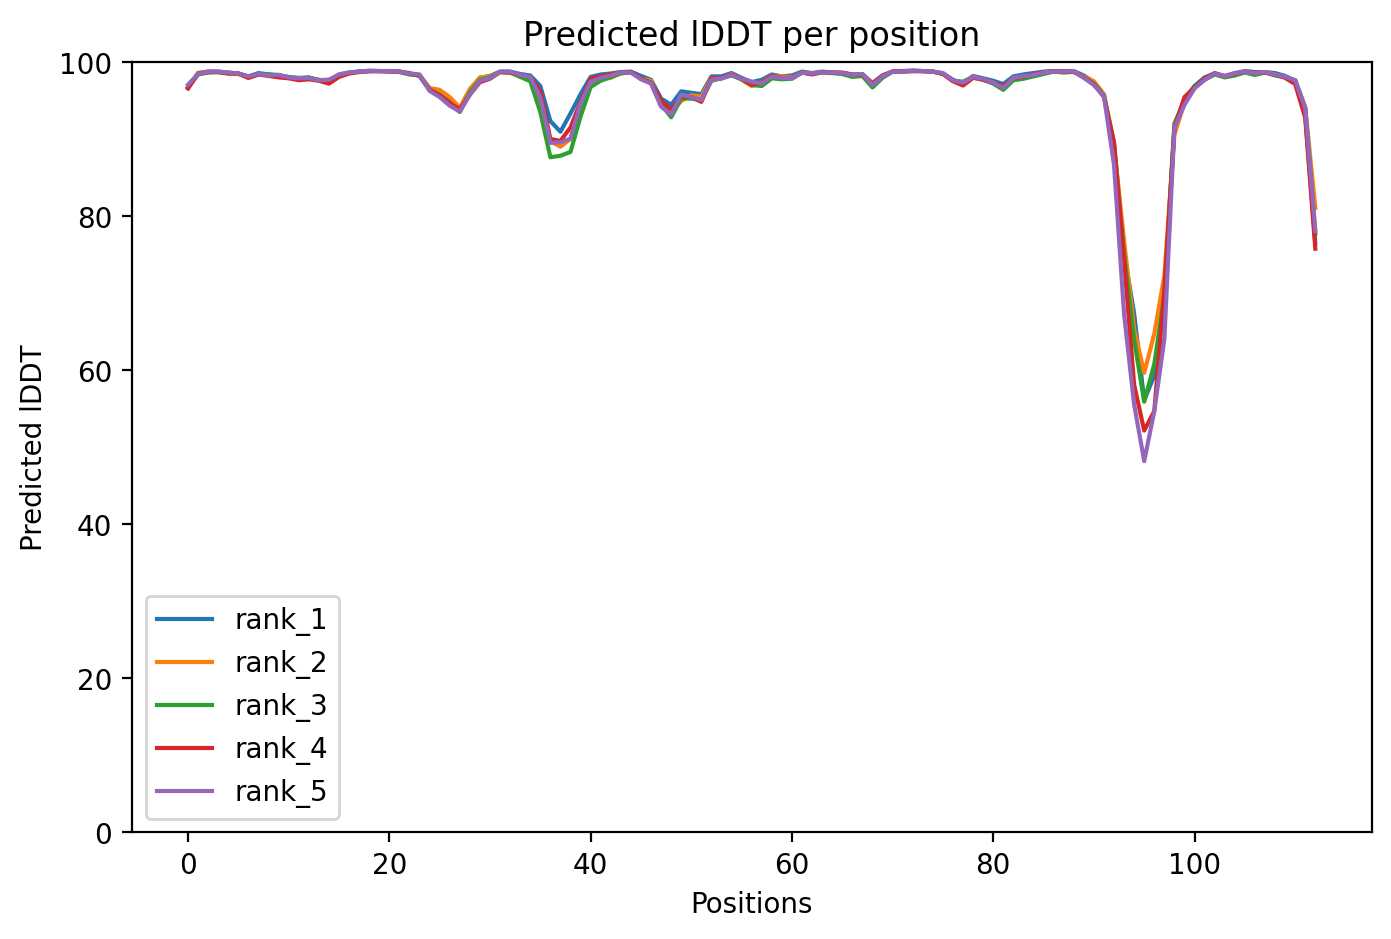 Predicted lDDT per position
100
80
60
40
20
0
Predicted lDDT
rank_1
rank_2
rank_3
rank_4
rank_5
0 20 40 60 80 100
Positions